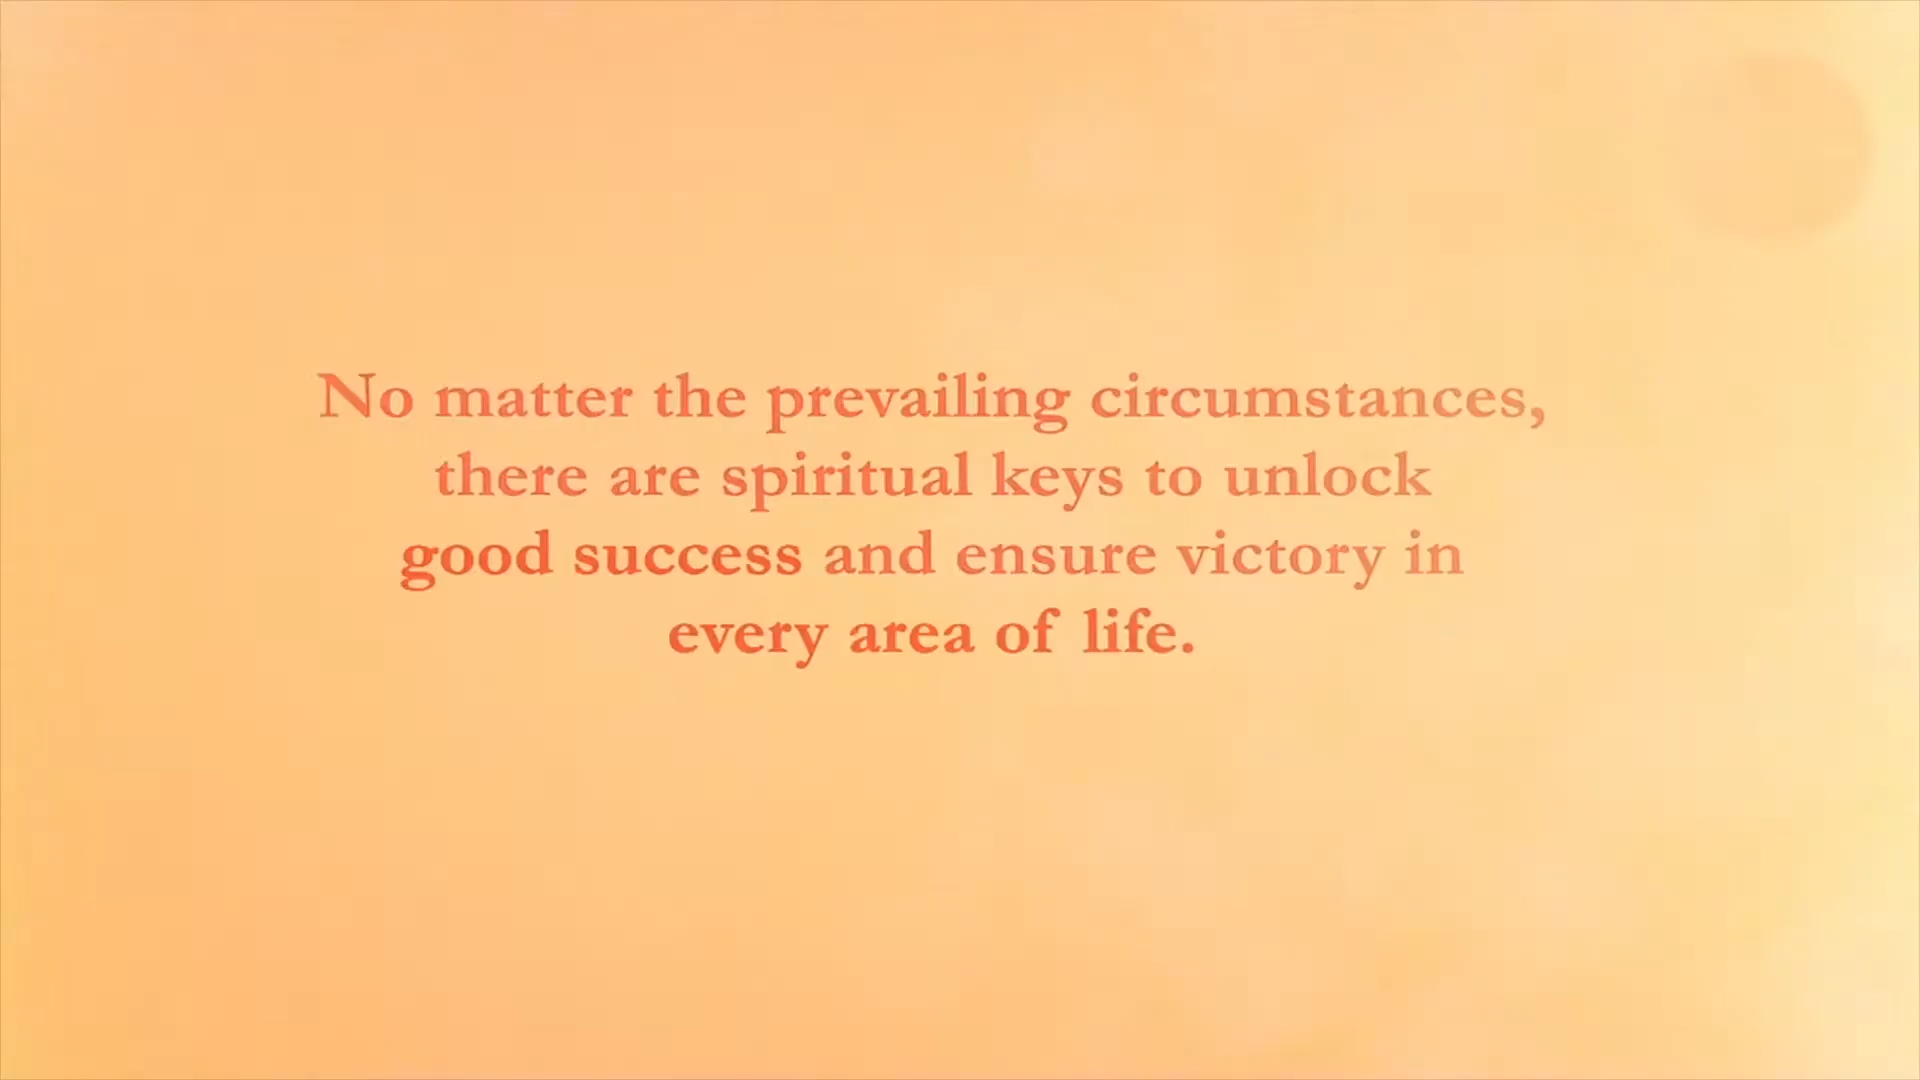 No matter the prevailing circumstances,
there are spiritual keys to unlock
good success and ensure victory in
every area of life.